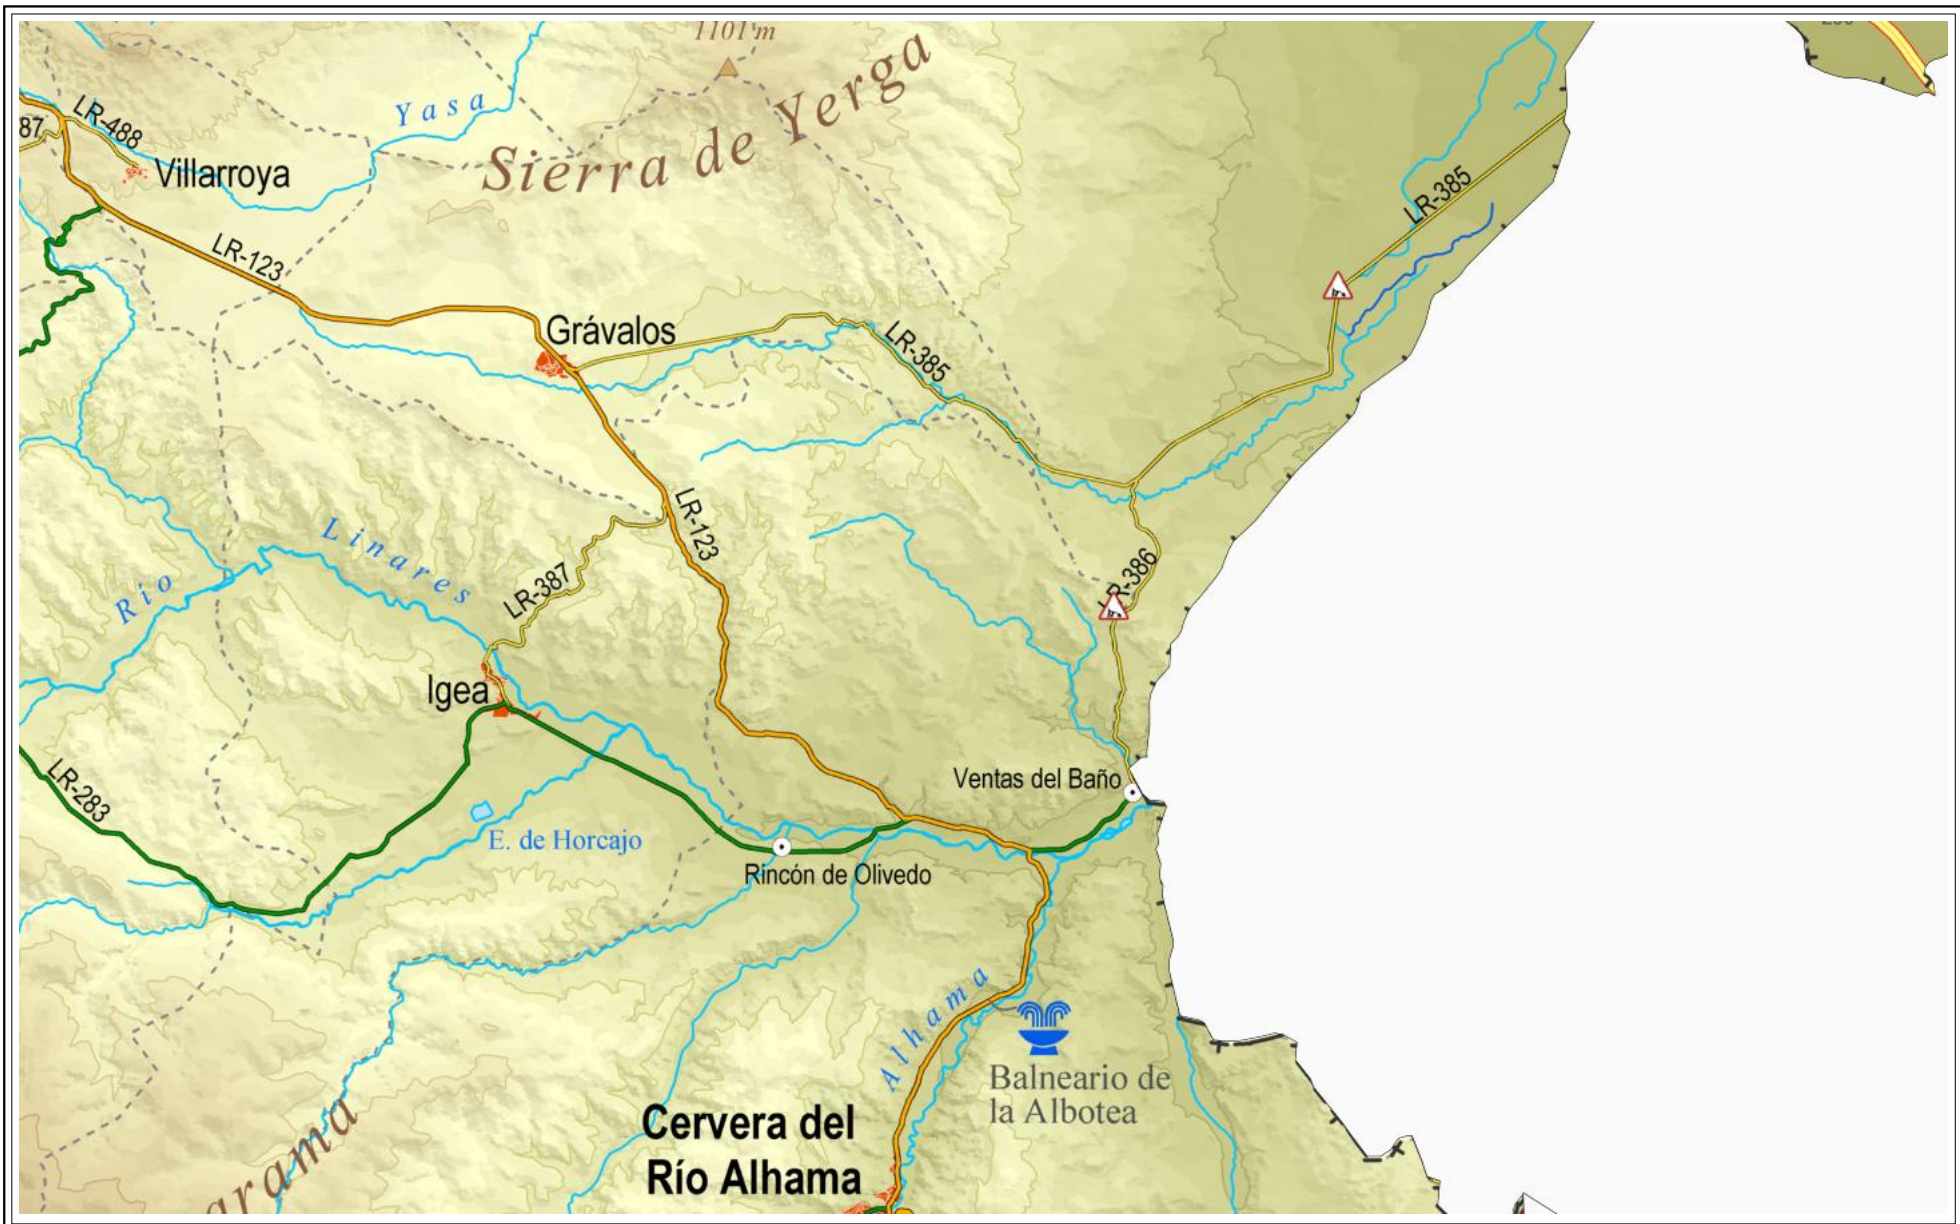 1101 m
Sierra de Yerga
Yasa
LR-488
87
Villarroya
LR-123
LR-385
Grávalos
LR-385
LR-123
Río Linares
LR-387
LR-386
Igea
LR-283
Ventas del Baño
E. de Horcajo
Rincón de Olivedo
Alhama
Balneario de
la Albotea
Cervera del
Río Alhama
arama